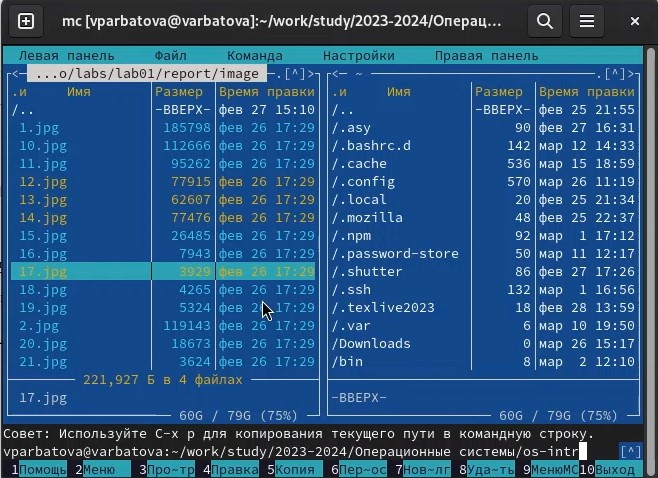 mc [vparbatova@varbatova]:~/work/study/2023-2024/Операц...
Левая панель Файл Команда Настройки Правая панель
<— ...o/labs/lab01/report/image .[^]> <— ~ .[^]>
.и Имя Размер Время правки .и Имя Размер Время правки
/.. -ВВЕРХ- фев 27 15:10 /.. -ВВЕРХ- фев 25 21:55
1.jpg 185798 фев 26 17:29 /.asy 90 фев 27 16:31
10.jpg 112666 фев 26 17:29 /.bashrc.d 142 мар 12 14:33
11.jpg 95262 фев 26 17:29 /.cache 536 мар 15 18:59
12.jpg 77915 фев 26 17:29 /.config 570 мар 26 11:19
13.jpg 62607 фев 26 17:29 /.local 20 фев 25 21:34
14.jpg 77476 фев 26 17:29 /.mozilla 48 фев 25 22:37
15.jpg 26485 фев 26 17:29 /.npm 92 мар 1 17:12
16.jpg 7943 фев 26 17:29 /.password-store 50 мар 11 12:17
17.jpg 3929 фев 26 17:29 /.shutter 86 фев 27 17:26
18.jpg 4265 фев 26 17:29 /.ssh 132 мар 1 16:56
19.jpg 5324 фев 26 17:29 /.texlive2023 18 фев 28 13:59
2.jpg 119143 фев 26 17:29 /.var 6 мар 10 19:50
20.jpg 18673 фев 26 17:29 /Downloads 0 мар 26 15:17
21.jpg 3624 фев 26 17:29 /bin 8 мар 2 12:10
221,927 Б в 4 файлах
17.jpg -ВВЕРХ-
60G / 79G (75%) 60G / 79G (75%)
Совет: Используйте C-x p для копирования текущего пути в командную строку.
vparbatova@varbatova:~/work/study/2023-2024/Операционные системы/os-intr [^]
1Помощь 2Меню 3Про~тр 4Правка 5Копия 6Пер~ос 7Нов~лг 8Уда~ть 9МенюMC 10Выход